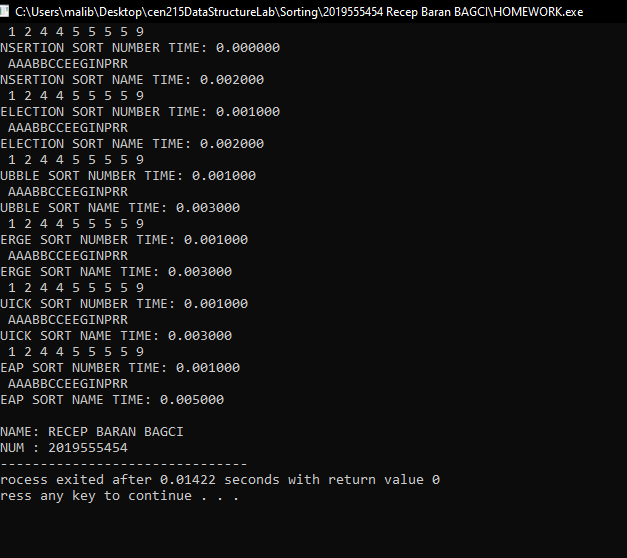 C:\Users\malib\Desktop\cen215DataStructureLab\Sorting\2019555454 Recep Baran BAGCI\HOMEWORK.exe
1 2 4 4 5 5 5 5 5 9
NSERTION SORT NUMBER TIME: 0.000000
AAABBCCEEGINPRR
NSERTION SORT NAME TIME: 0.002000
1 2 4 4 5 5 5 5 5 9
ELECTION SORT NUMBER TIME: 0.001000
AAABBCCEEGINPRR
ELECTION SORT NAME TIME: 0.002000
1 2 4 4 5 5 5 5 5 9
UBBLE SORT NUMBER TIME: 0.001000
AAABBCCEEGINPRR
UBBLE SORT NAME TIME: 0.003000
1 2 4 4 5 5 5 5 5 9
ERGE SORT NUMBER TIME: 0.001000
AAABBCCEEGINPRR
ERGE SORT NAME TIME: 0.003000
1 2 4 4 5 5 5 5 5 9
UICK SORT NUMBER TIME: 0.001000
AAABBCCEEGINPRR
UICK SORT NAME TIME: 0.003000
1 2 4 4 5 5 5 5 5 9
EAP SORT NUMBER TIME: 0.001000
AAABBCCEEGINPRR
EAP SORT NAME TIME: 0.005000
NAME: RECEP BARAN BAGCI
NUM : 2019555454
-------------------------------
rocess exited after 0.01422 seconds with return value 0
ress any key to continue . . .